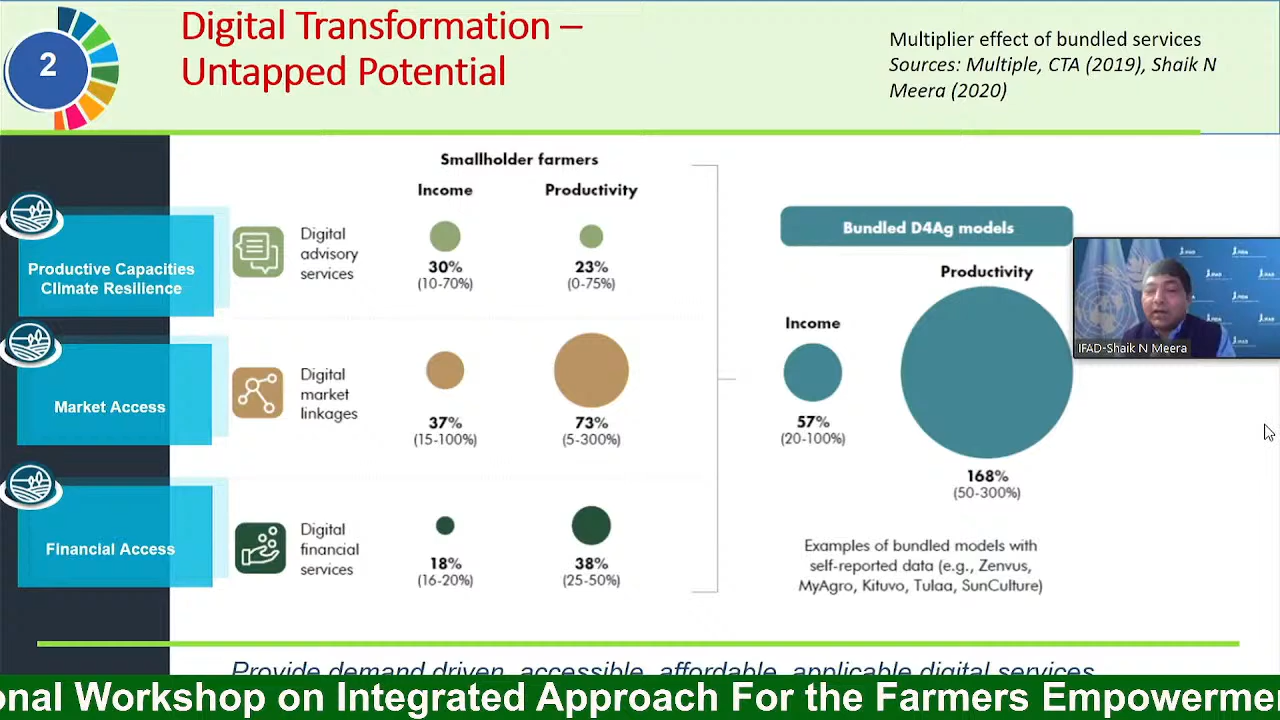 2
Digital Transformation –
Untapped Potential
Multiplier effect of bundled services
Sources: Multiple, CTA (2019), Shaik N
Meera (2020)
Smallholder farmers
Income
Productivity
Productive Capacities
Climate Resilience
Digital
advisory
services
30%
(10-70%)
23%
(0-75%)
Market Access
Digital
market
linkages
37%
(15-100%)
73%
(5-300%)
Financial Access
Digital
financial
services
18%
(16-20%)
38%
(25-50%)
Bundled D4Ag models
Income
57%
(20-100%)
Productivity
168%
(50-300%)
Examples of bundled models with
self-reported data (e.g., Zenvus,
MyAgro, Kituvo, Tulaa, SunCulture)
IFAD-Shaik N Meera
Provide demand driven, accessible, affordable, applicable digital services
onal Workshop on Integrated Approach For the Farmers Empowerme